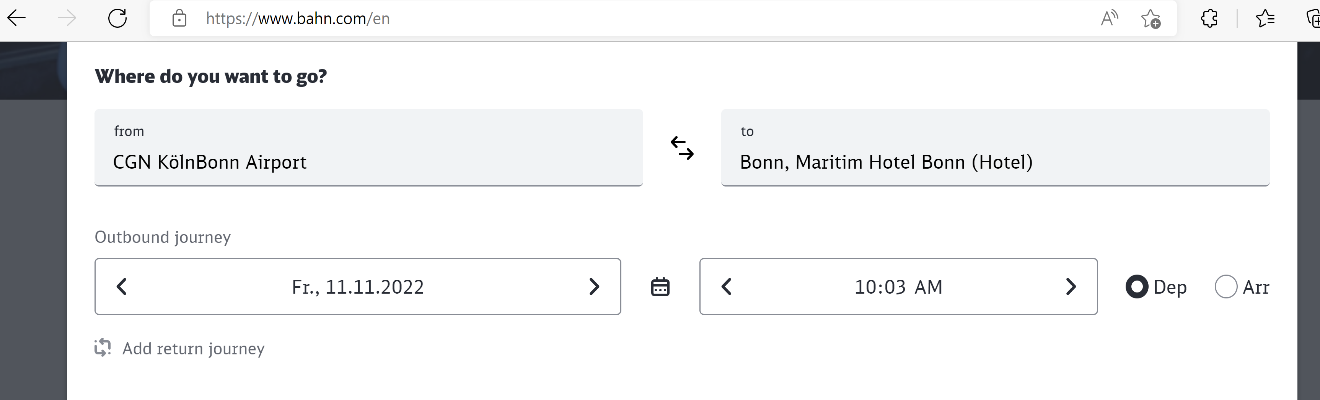 https://www.bahn.com/en
Where do you want to go?
from
CGN KölnBonn Airport
to
Bonn, Maritim Hotel Bonn (Hotel)
Outbound journey
Fr., 11.11.2022
10:03 AM
Dep
Arr
Add return journey